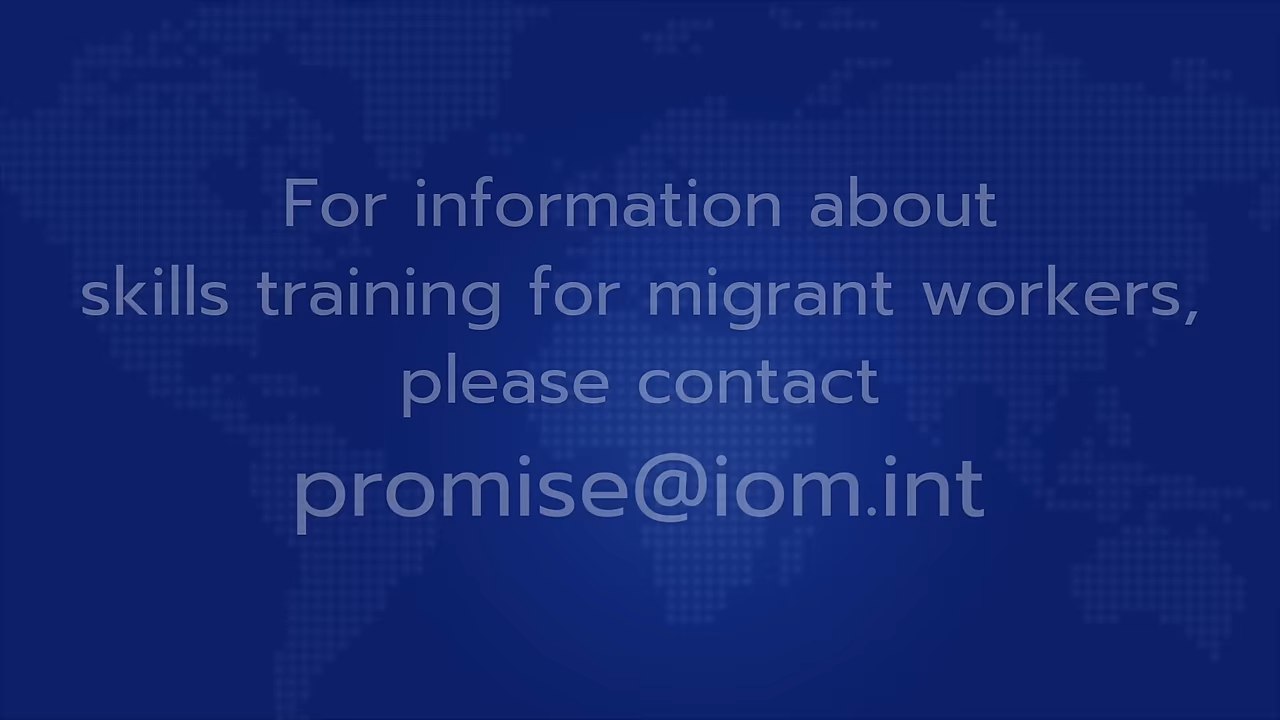 For information about
skills training for migrant workers,
please contact
promise@iom.int